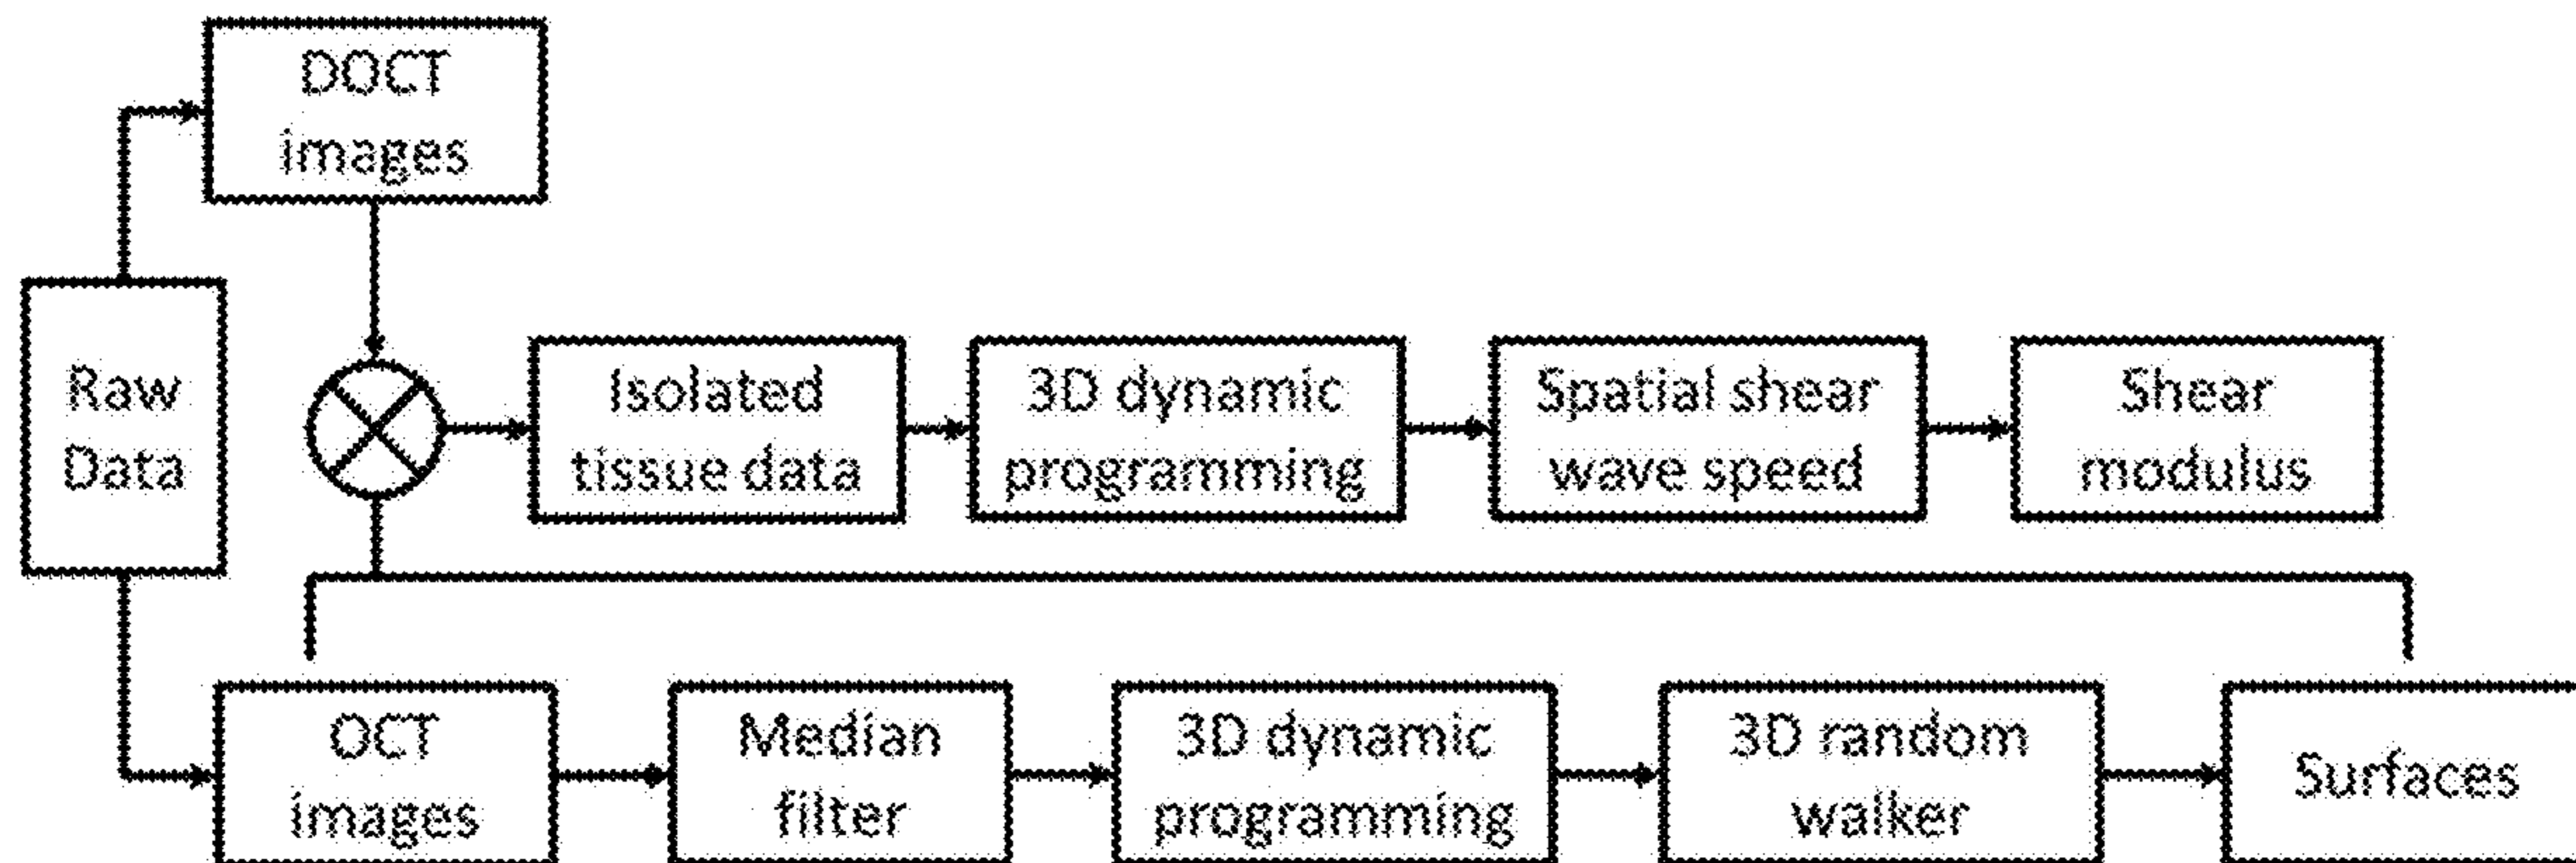 DOCT
images
Raw
Data
Isolated
tissue data
3D dynamic
programming
Spatial shear
wave speed
Shear
modulus
OCT
images
Median
filter
3D dynamic
programming
3D random
walker
Surfaces